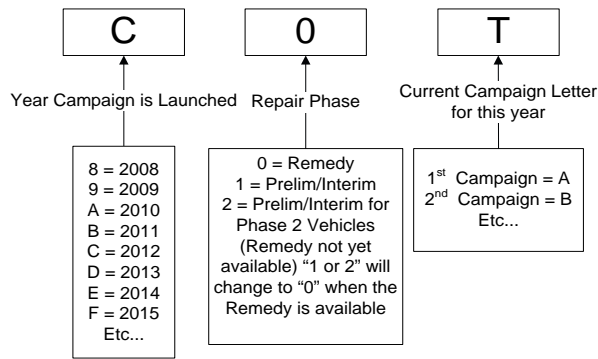 C
0
T
Year Campaign is Launched
Repair Phase
Current Campaign Letter
for this year
8 = 2008
9 = 2009
A = 2010
B = 2011
C = 2012
D = 2013
E = 2014
F = 2015
Etc...
0 = Remedy
1 = Prelim/Interim
2 = Prelim/Interim for
Phase 2 Vehicles
(Remedy not yet
available) “1 or 2” will
change to “0” when the
Remedy is available
1st Campaign = A
2nd Campaign = B
Etc...